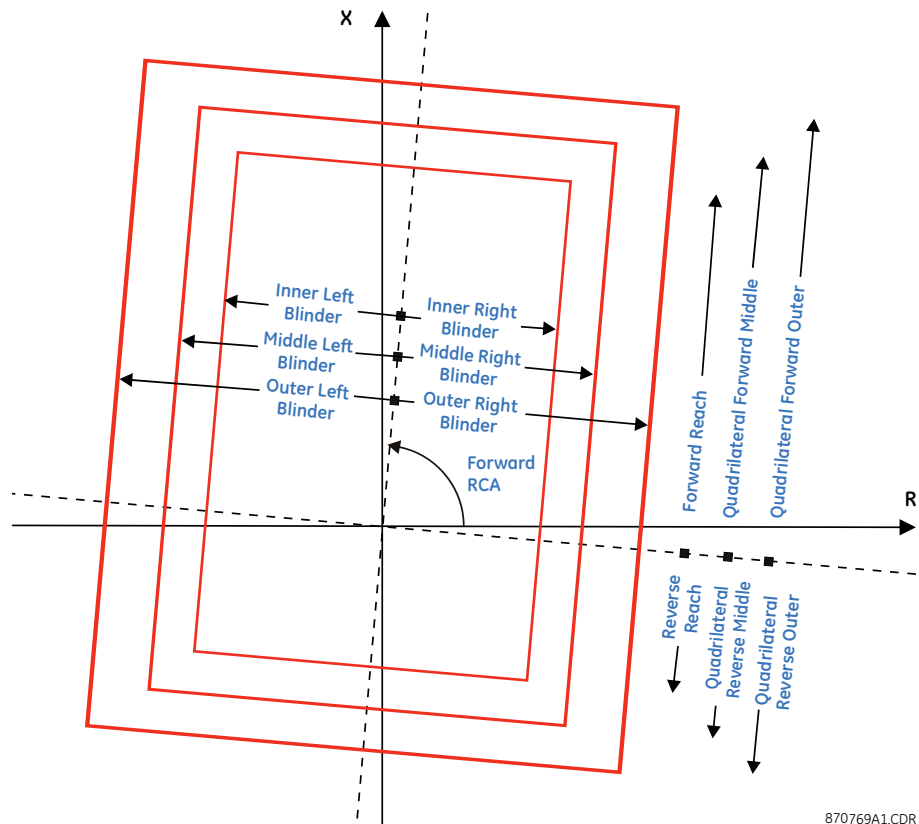 X
Inner Left
Blinder
Inner Right
Blinder
Middle Left
Blinder
Middle Right
Blinder
Outer Left
Blinder
Outer Right
Blinder
Forward
RCA
R
Forward Reach
Quadrilateral Forward Middle
Quadrilateral Forward Outer
Reverse
Reach
Quadrilateral
Reverse Middle
Quadrilateral
Reverse Outer
870769A1.CDR